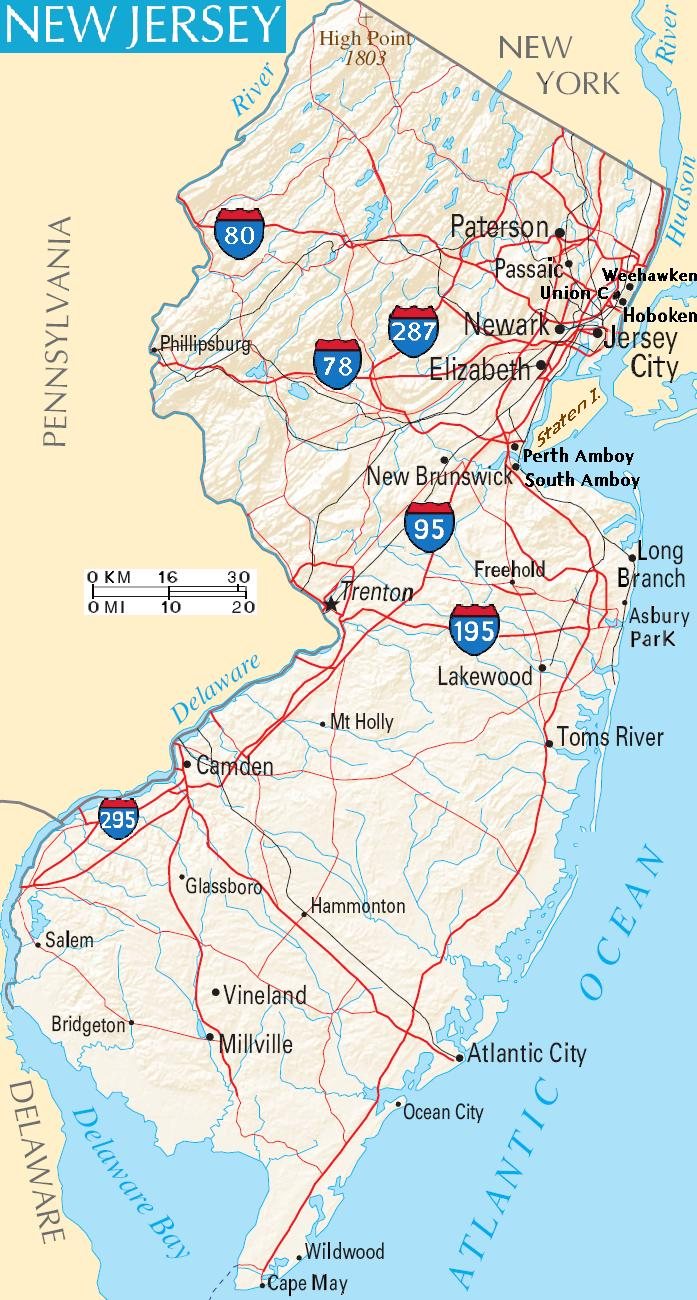 NEW JERSEY
High Point
1803
River
NEW
YORK
River
Hudson
PENNSYLVANIA
80
Paterson
Passaic
Weehawken
Union C.
Hoboken
287
Newark
Jersey
City
Phillipsburg
78
Elizabeth
Staten I.
Perth Amboy
New Brunswick
South Amboy
95
Long
Branch
Freehold
0 KM 16 30
0 MI 10 20
Trenton
Asbury
Park
195
Lakewood
Delaware
Mt Holly
Toms River
Camden
295
Glassboro
Hammonton
OCEAN
Salem
Vineland
Bridgeton
Millville
Atlantic City
DELAWARE
Delaware Bay
Ocean City
ATLANTIC
Wildwood
Cape May